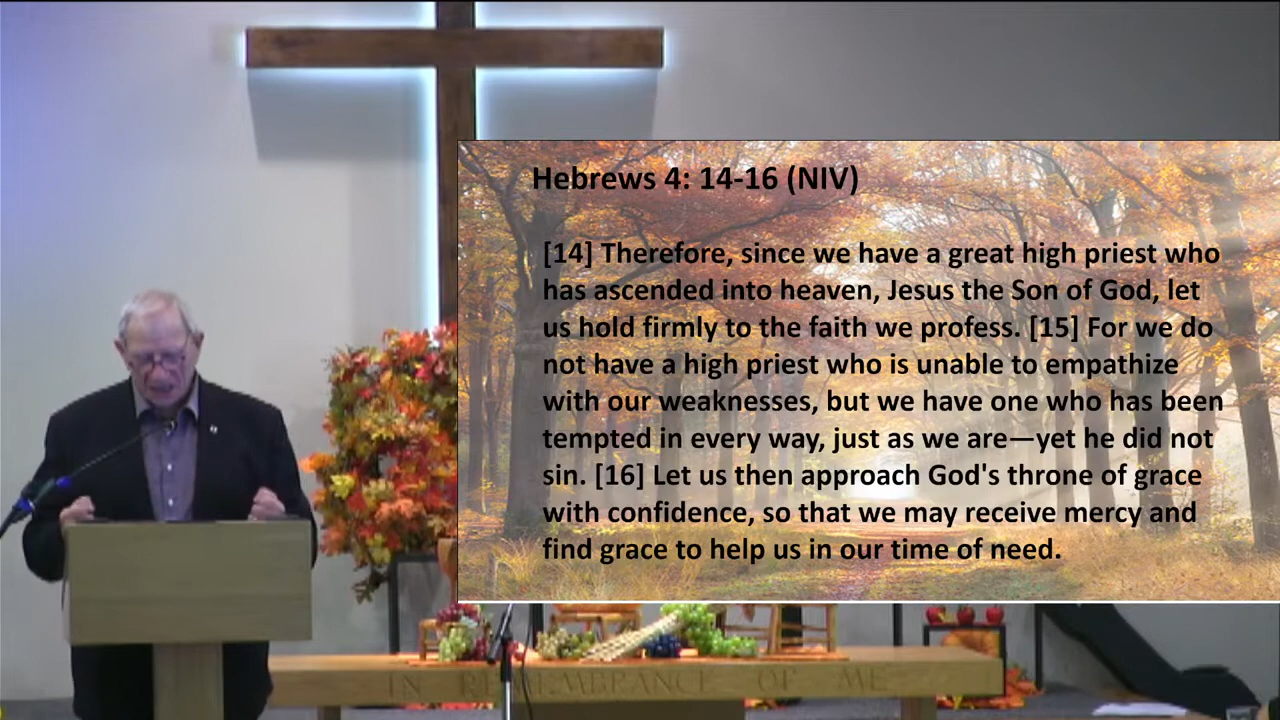 Hebrews 4: 14-16 (NIV)
[14] Therefore, since we have a great high priest who
has ascended into heaven, Jesus the Son of God, let
us hold firmly to the faith we profess. [15] For we do
not have a high priest who is unable to empathize
with our weaknesses, but we have one who has been
tempted in every way, just as we are—yet he did not
sin. [16] Let us then approach God's throne of grace
with confidence, so that we may receive mercy and
find grace to help us in our time of need.
IN REMEMBRANCE OF ME